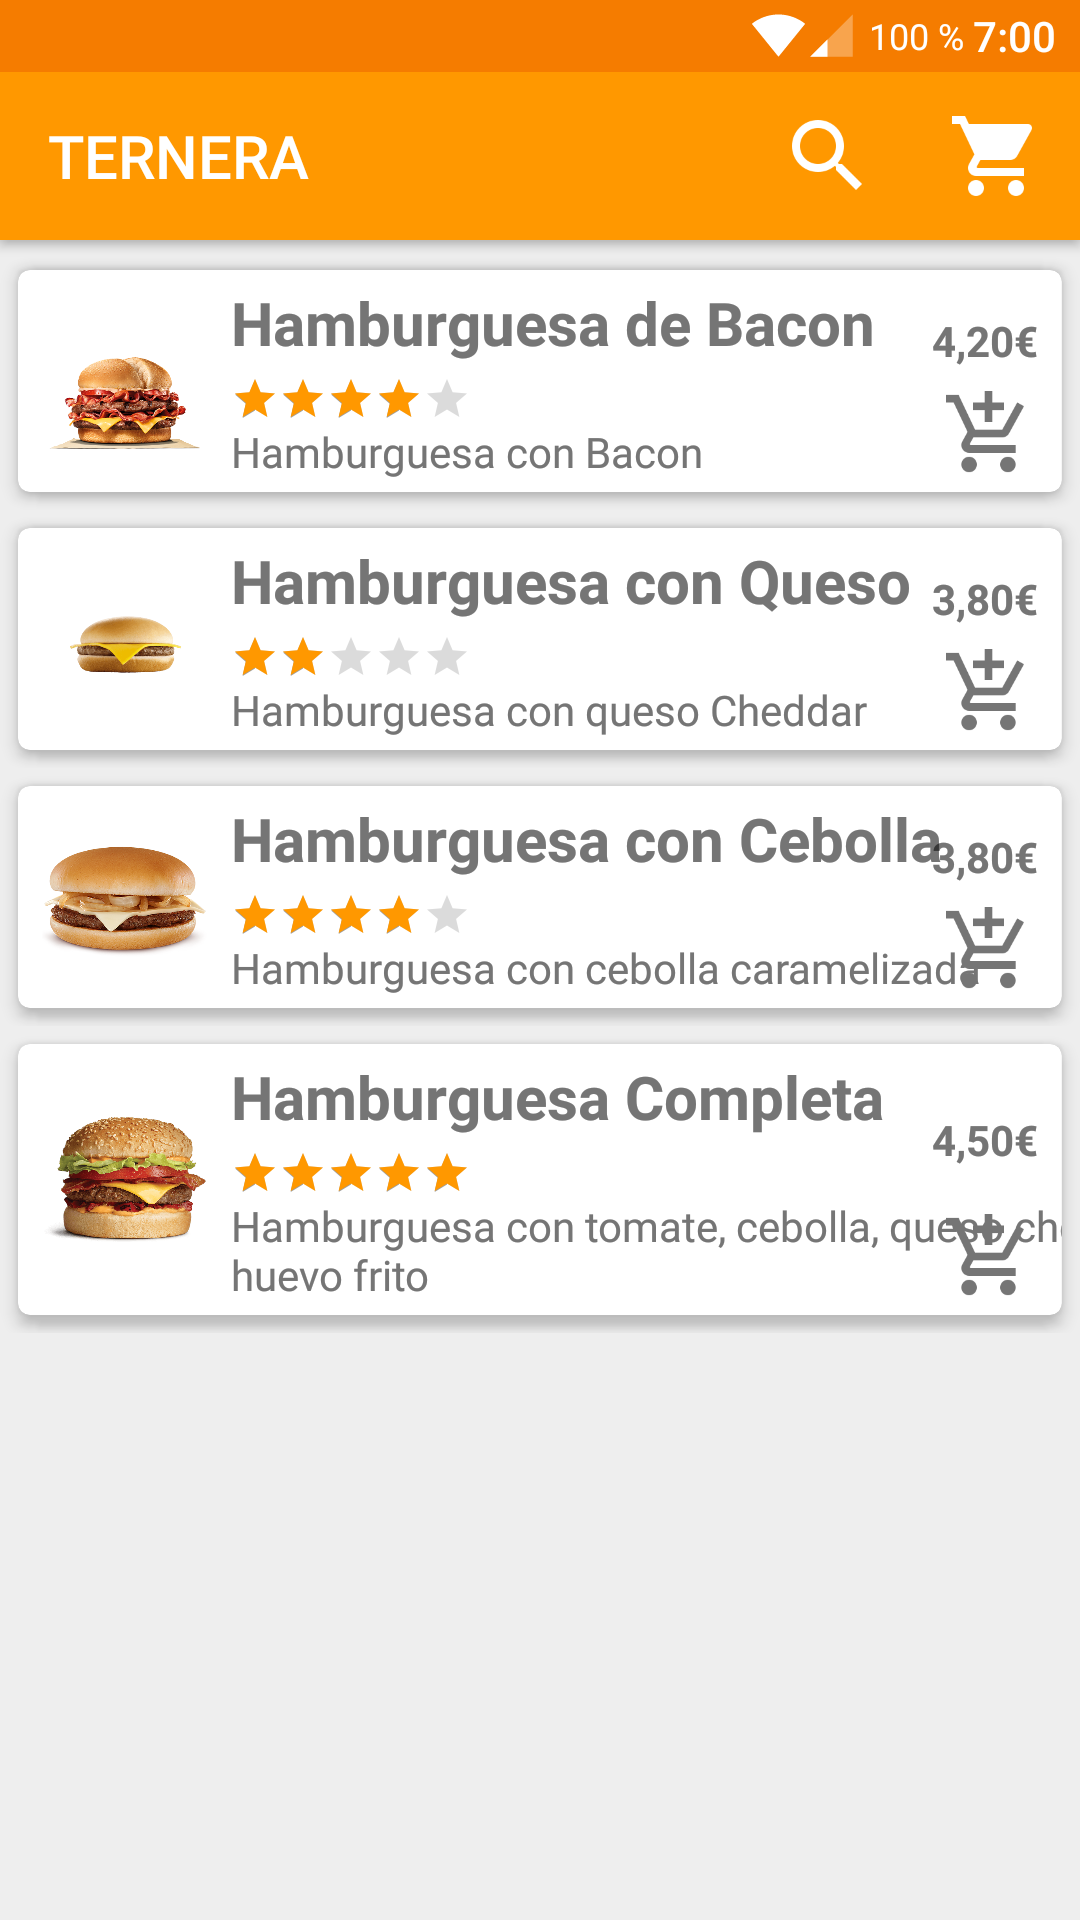 100 % 7:00
TERNERA
Hamburguesa de Bacon
4,20€
Hamburguesa con Bacon
Hamburguesa con Queso
3,80€
Hamburguesa con queso Cheddar
Hamburguesa con Cebolla
3,80€
Hamburguesa con cebolla caramelizada
Hamburguesa Completa
4,50€
Hamburguesa con tomate, cebolla, queso
huevo frito